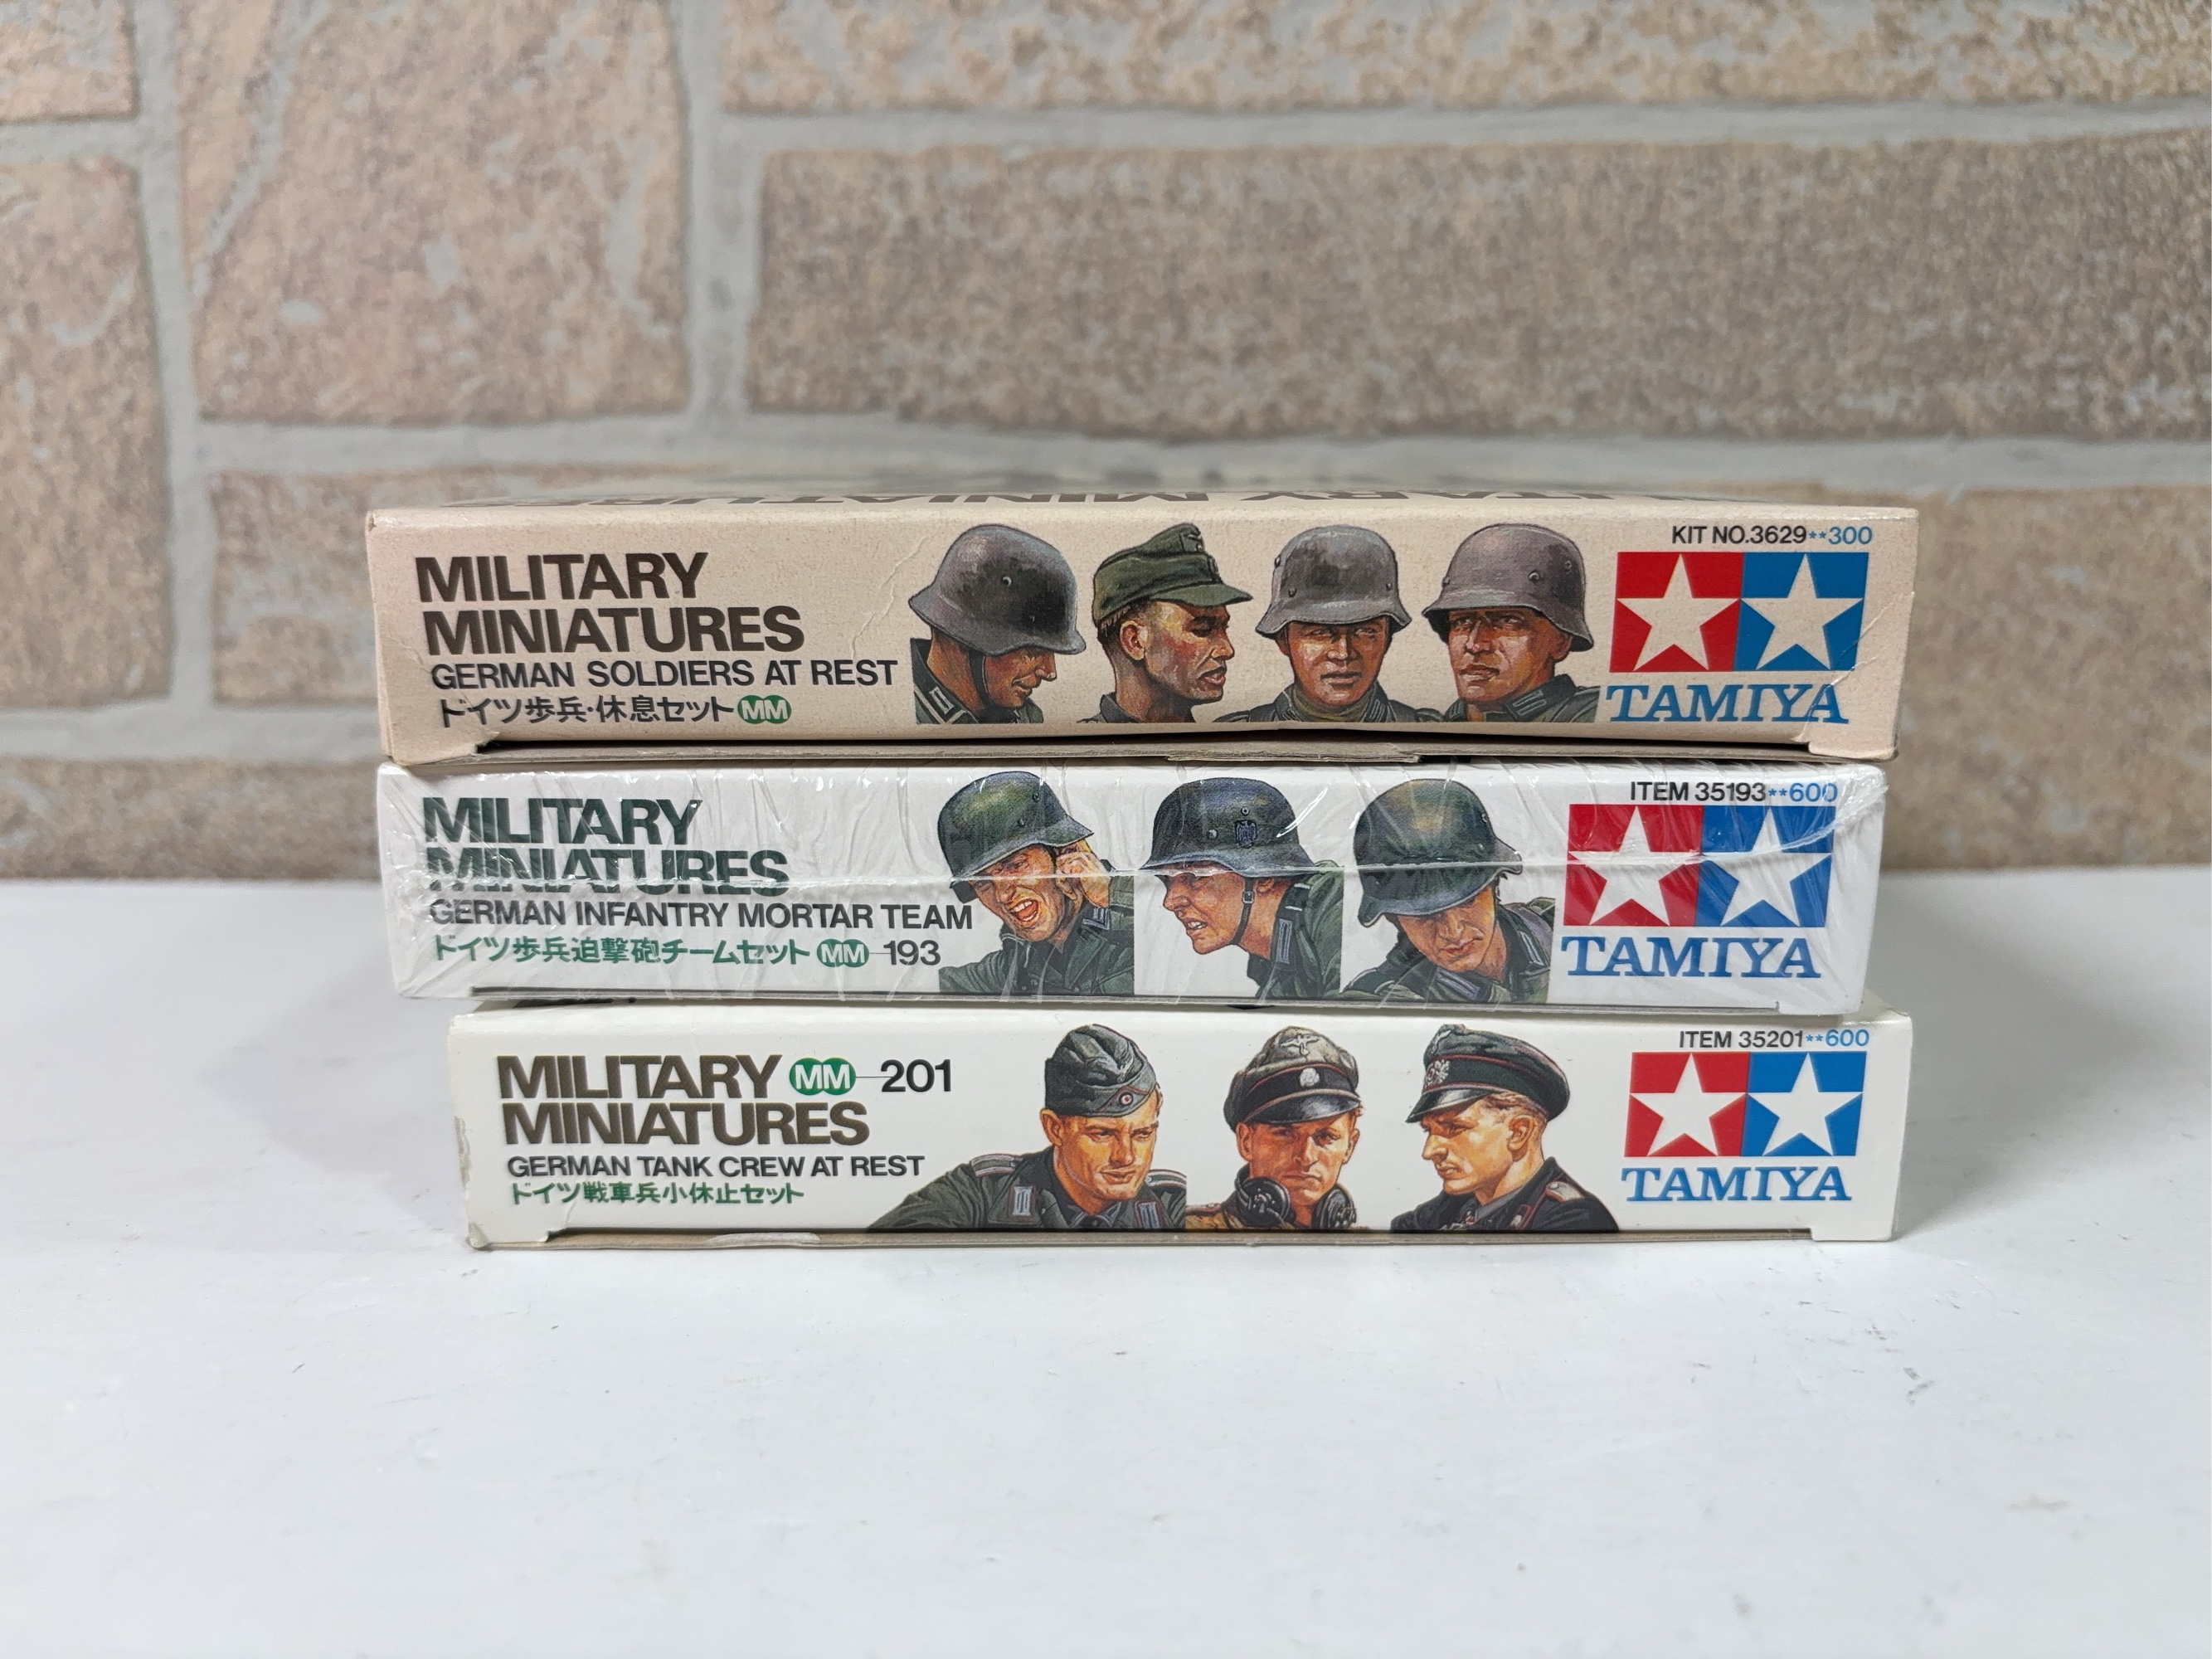 MILITARY
MINIATURES
GERMAN SOLDIERS AT REST
ドイツ歩兵・休息セット MM
KIT NO.3629**300
TAMIYA
MILITARY
MINIATURES
GERMAN INFANTRY MORTAR TEAM
ドイツ歩兵迫撃砲チームセット MM 193
ITEM 35193**600
TAMIYA
MILITARY MM 201
MINIATURES
GERMAN TANK CREW AT REST
ドイツ戦車兵小休止セット
ITEM 35201**600
TAMIYA